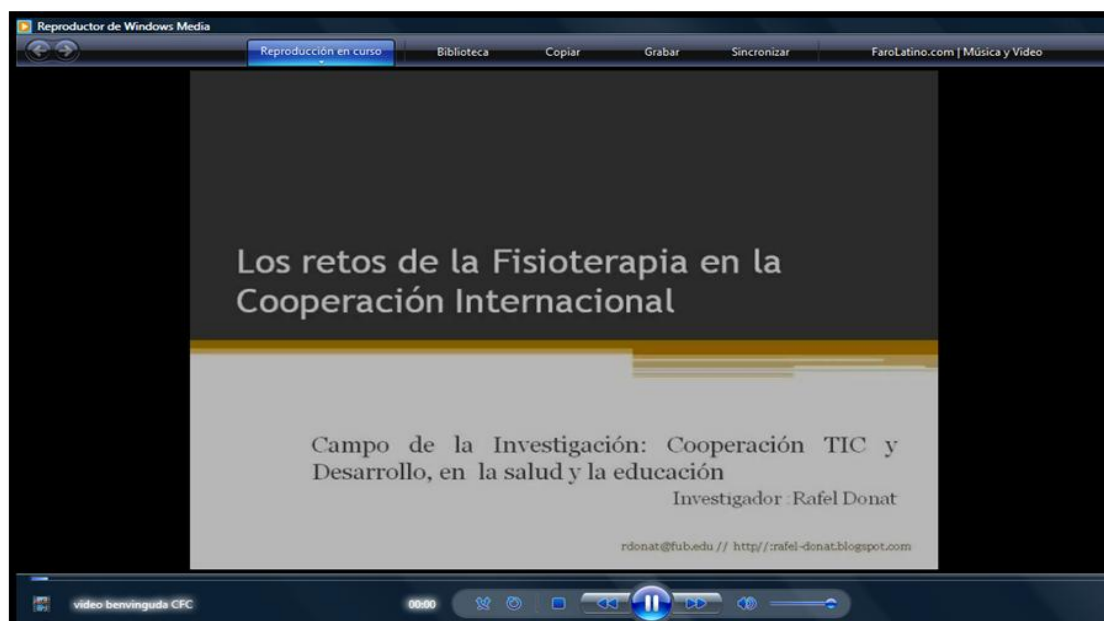 Reproductor de Windows Media
Reproducción en curso
Biblioteca
Copiar
Grabar
Sincronizar
FaroLatino.com | Música y Video
Los retos de la Fisioterapia en la
Cooperación Internacional
Campo de la Investigación: Cooperación TIC y
Desarrollo, en la salud y la educación
Investigador :Rafel Donat
rdonat@fub.edu // http//:rafel-donat.blogspot.com
video benvinguda CFC
00:00